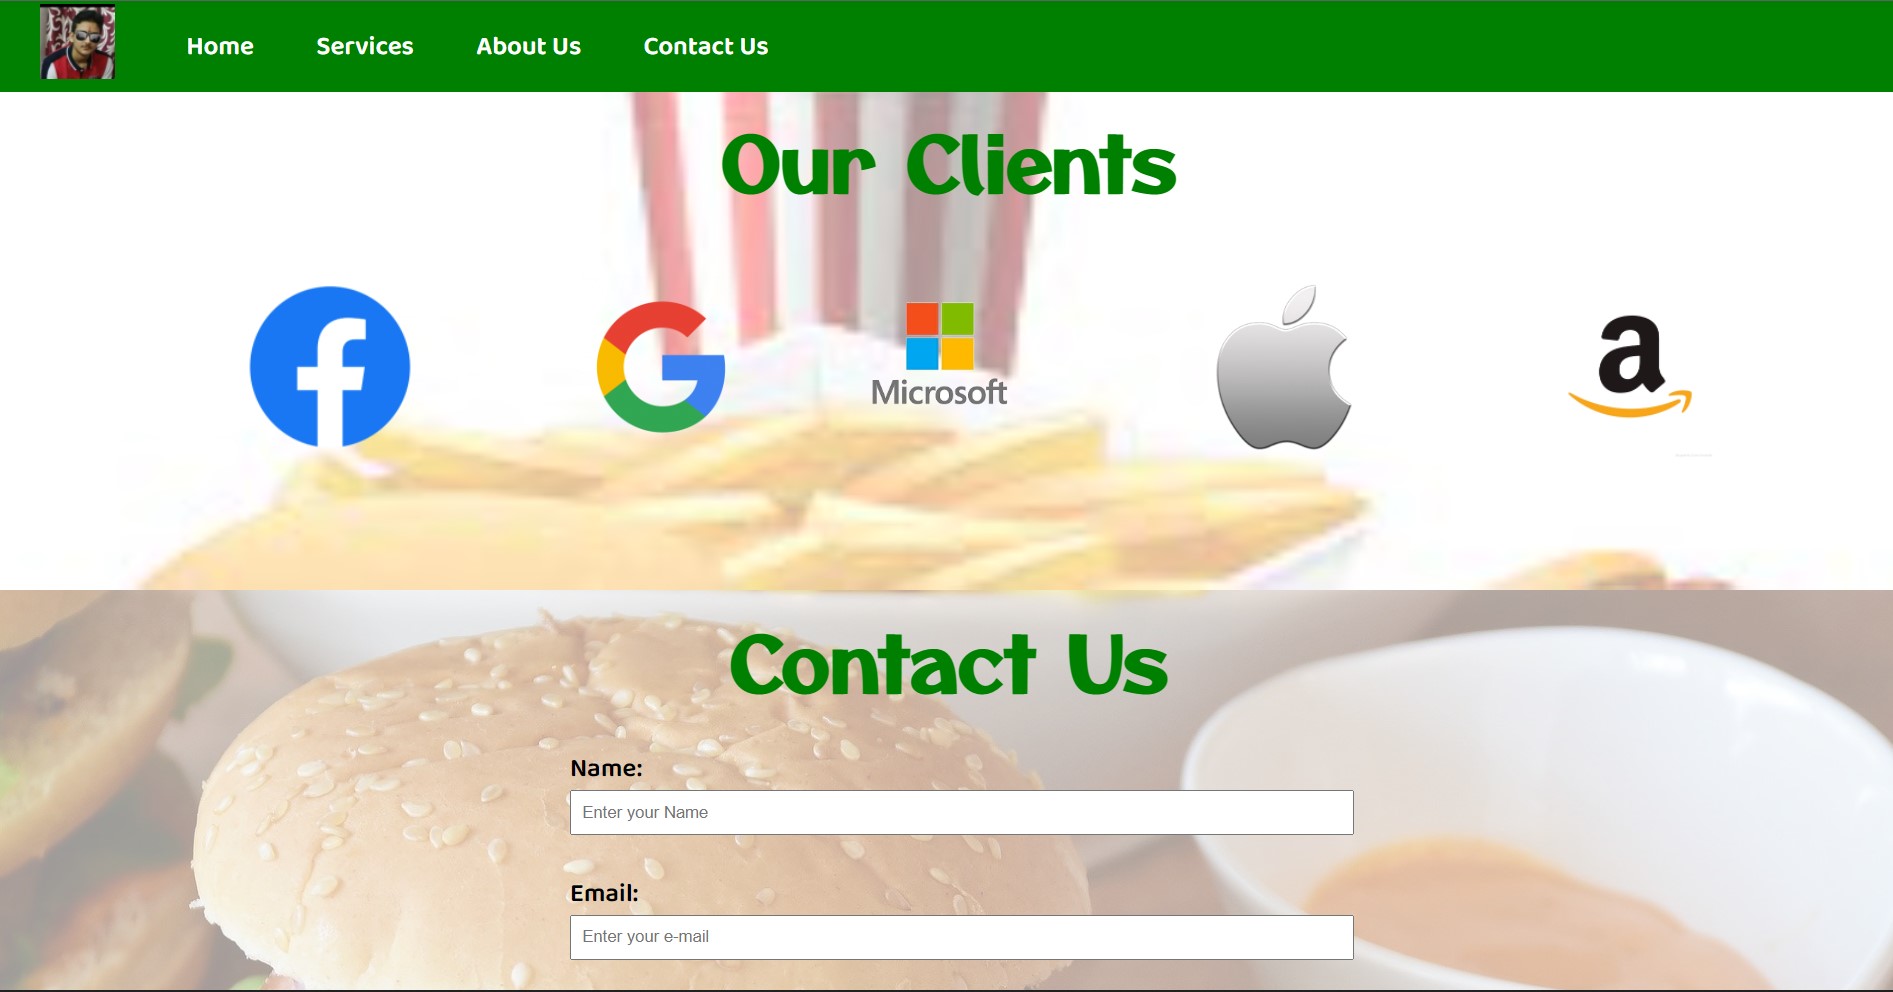 Home Services About Us Contact Us
Our Clients
Microsoft
Contact Us
Name:
Enter your Name
Email:
Enter your e-mail